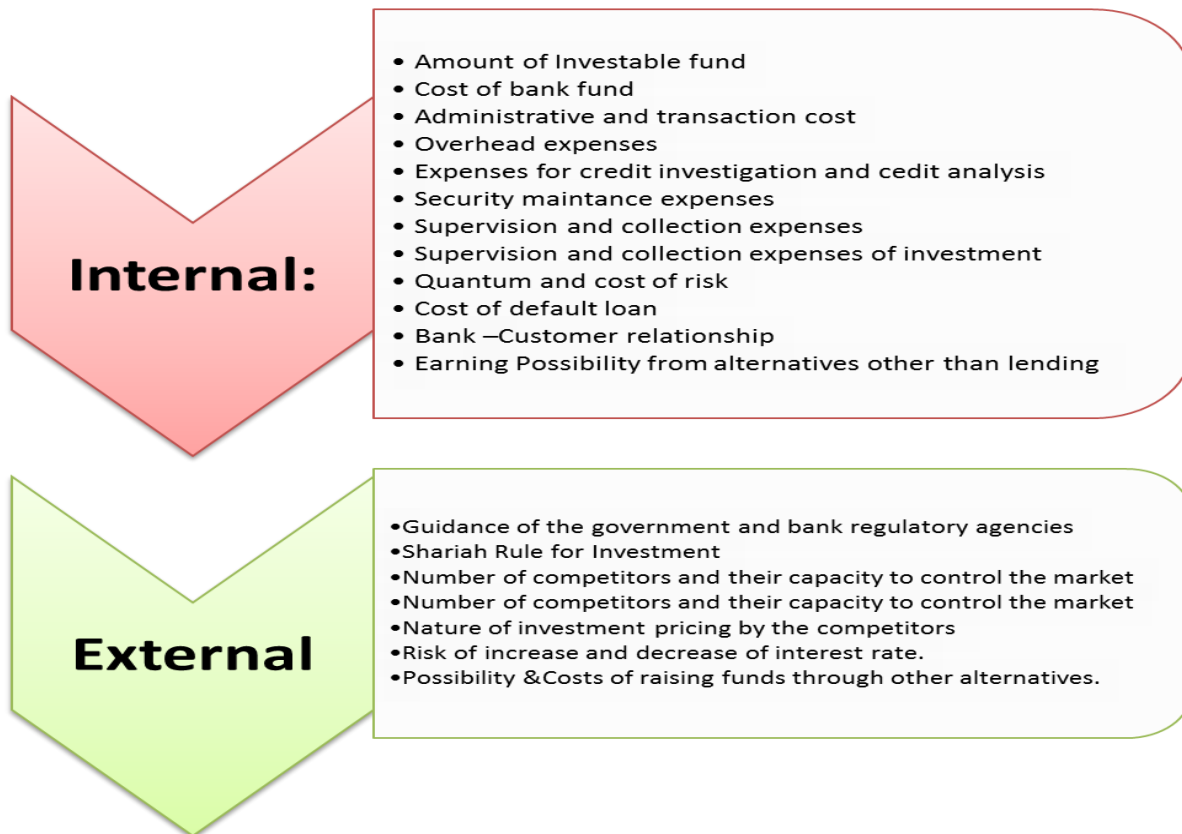 Internal:
• Amount of Investable fund
• Cost of bank fund
• Administrative and transaction cost
• Overhead expenses
• Expenses for credit investigation and cedit analysis
• Security maintance expenses
• Supervision and collection expenses
• Supervision and collection expenses of investment
• Quantum and cost of risk
• Cost of default loan
• Bank –Customer relationship
• Earning Possibility from alternatives other than lending
External
•Guidance of the government and bank regulatory agencies
•Shariah Rule for Investment
•Number of competitors and their capacity to control the market
•Number of competitors and their capacity to control the market
•Nature of investment pricing by the competitors
•Risk of increase and decrease of interest rate.
•Possibility &Costs of raising funds through other alternatives.